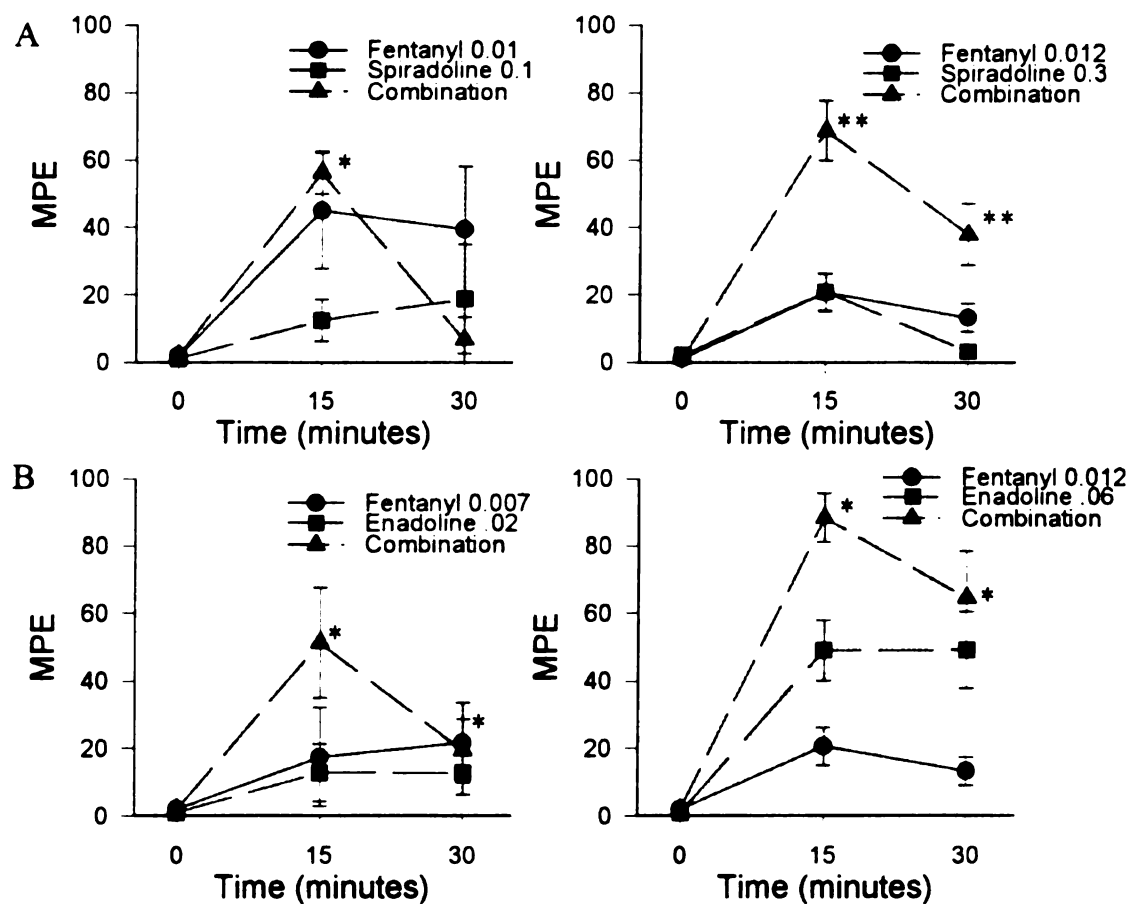 A
100
80
60
40
20
0
MPE
Fentanyl 0.01
Spiradoline 0.1
Combination
*
0 15 30
Time (minutes)
100
80
60
40
20
0
MPE
Fentanyl 0.012
Spiradoline 0.3
Combination
**
**
0 15 30
Time (minutes)
B
100
80
60
40
20
0
MPE
Fentanyl 0.007
Enadoline .02
Combination
*
*
0 15 30
Time (minutes)
100
80
60
40
20
0
MPE
Fentanyl 0.012
Enadoline .06
Combination
*
*
0 15 30
Time (minutes)